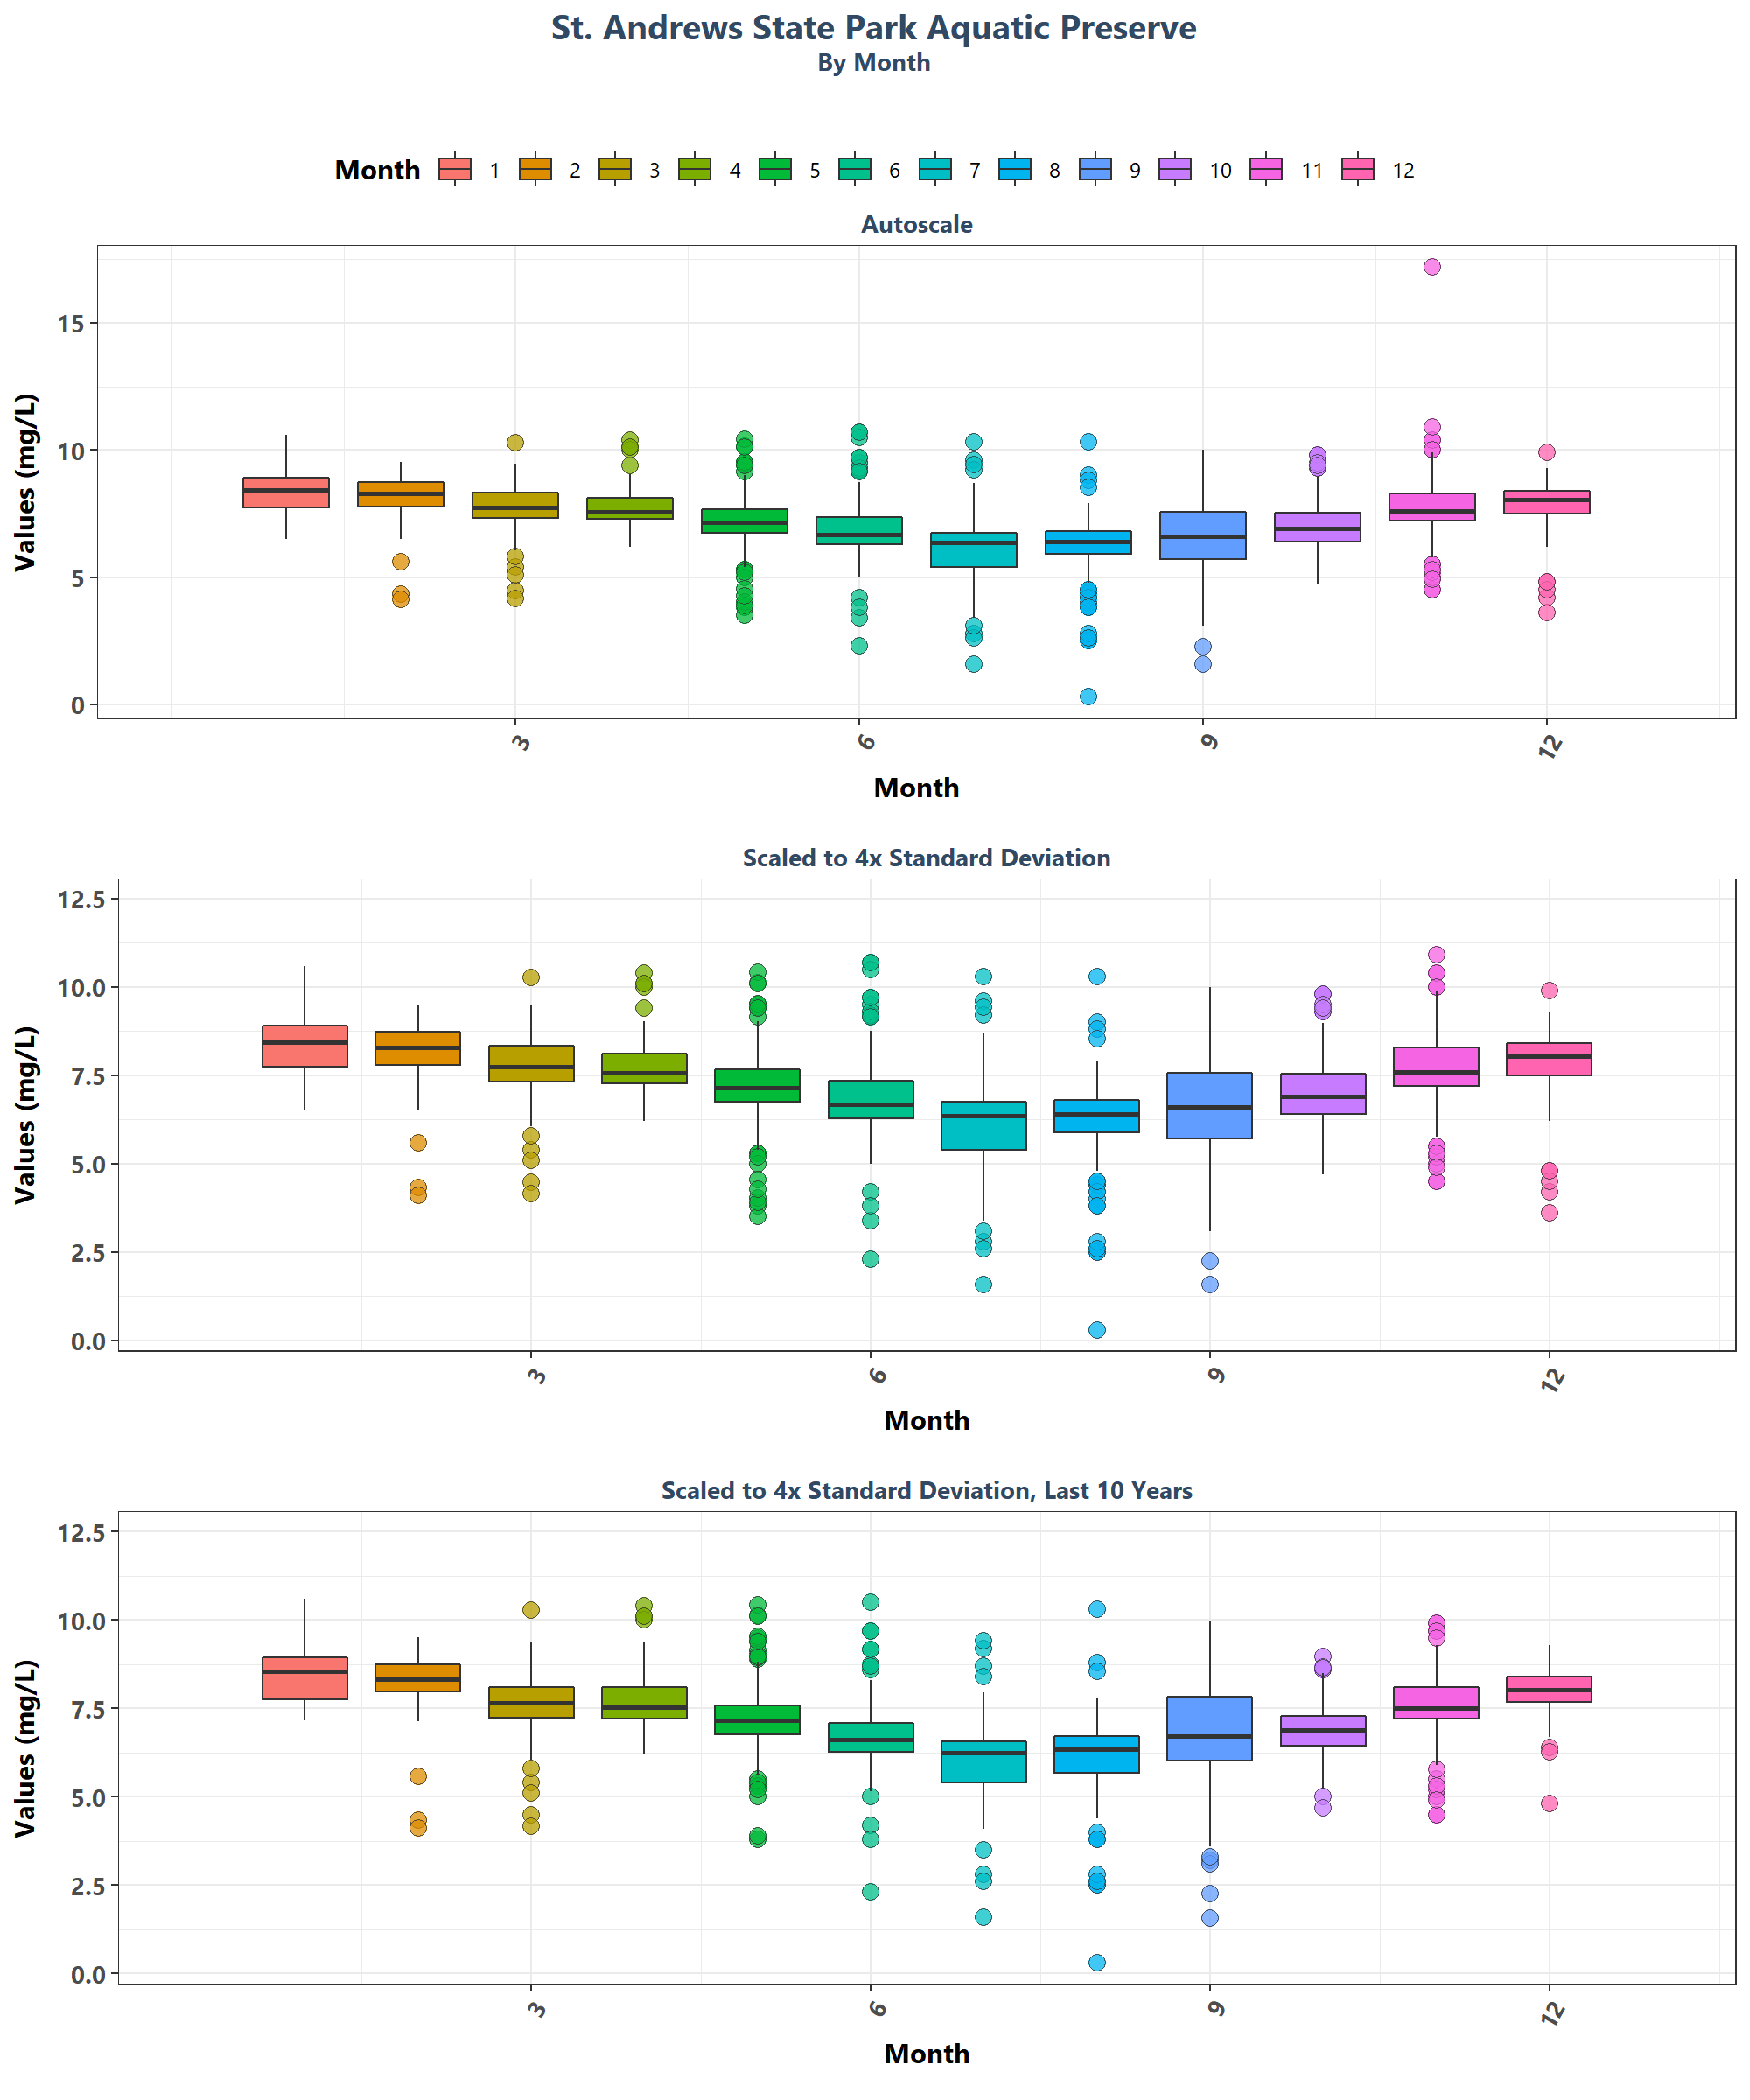 St. Andrews State Park Aquatic Preserve
By Month
Month 1 2 3 4 5 6 7 8 9 10 11 12
Autoscale
Values (mg/L)
15
10
5
0
3 6 9 12
Month
Scaled to 4x Standard Deviation
Values (mg/L)
12.5
10.0
7.5
5.0
2.5
0.0
3 6 9 12
Month
Scaled to 4x Standard Deviation, Last 10 Years
Values (mg/L)
12.5
10.0
7.5
5.0
2.5
0.0
3 6 9 12
Month